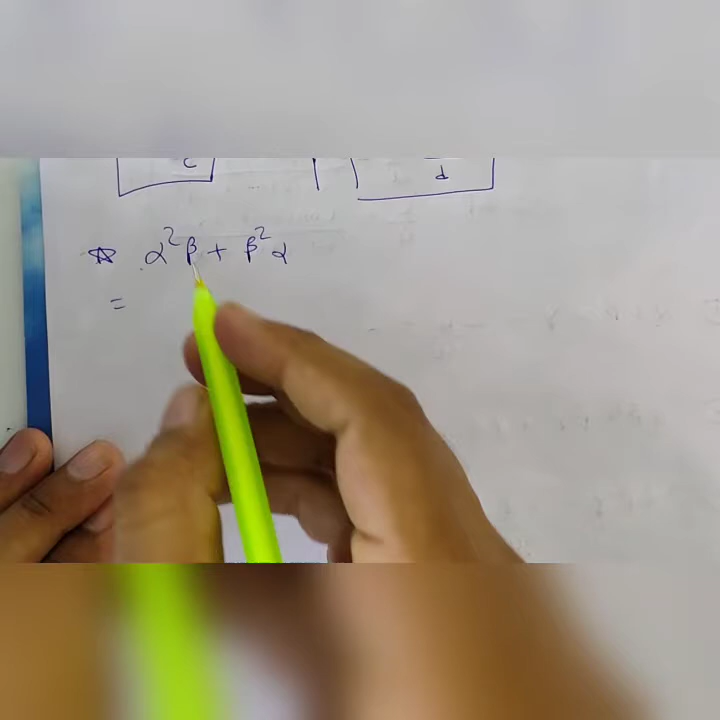 c
d
☆ α²β + β²α
=